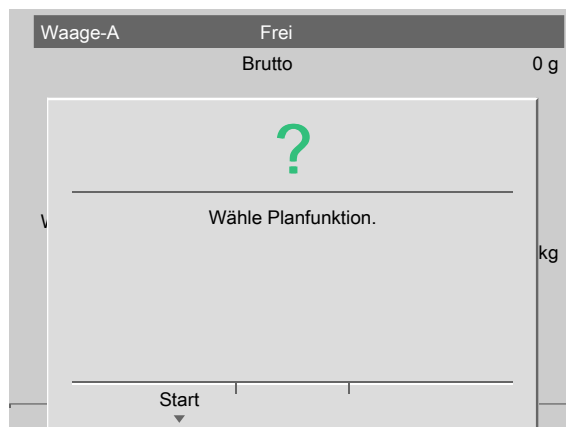 Waage-A Frei
Brutto 0 g
?
Wähle Planfunktion.
kg
Start